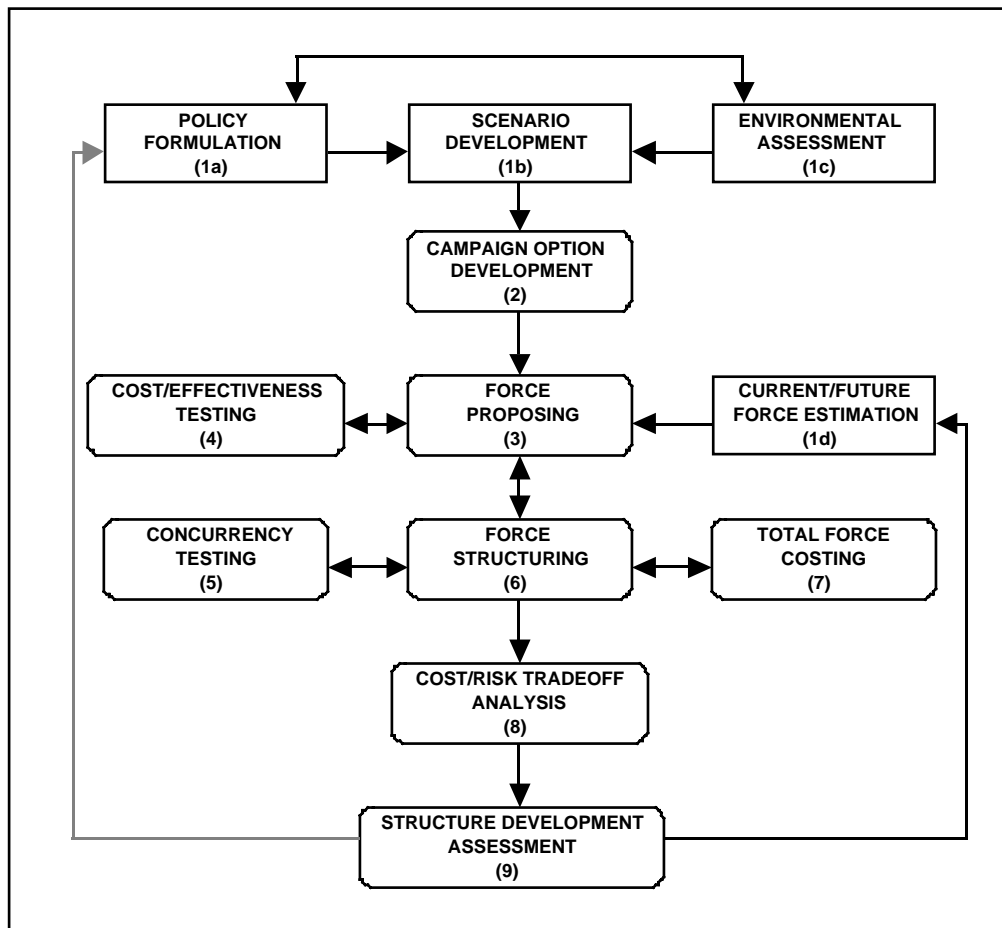 POLICY
FORMULATION
(1a)
SCENARIO
DEVELOPMENT
(1b)
ENVIRONMENTAL
ASSESSMENT
(1c)
CAMPAIGN OPTION
DEVELOPMENT
(2)
COST/EFFECTIVENESS
TESTING
(4)
FORCE
PROPOSING
(3)
CURRENT/FUTURE
FORCE ESTIMATION
(1d)
CONCURRENCY
TESTING
(5)
FORCE
STRUCTURING
(6)
TOTAL FORCE
COSTING
(7)
COST/RISK TRADEOFF
ANALYSIS
(8)
STRUCTURE DEVELOPMENT
ASSESSMENT
(9)